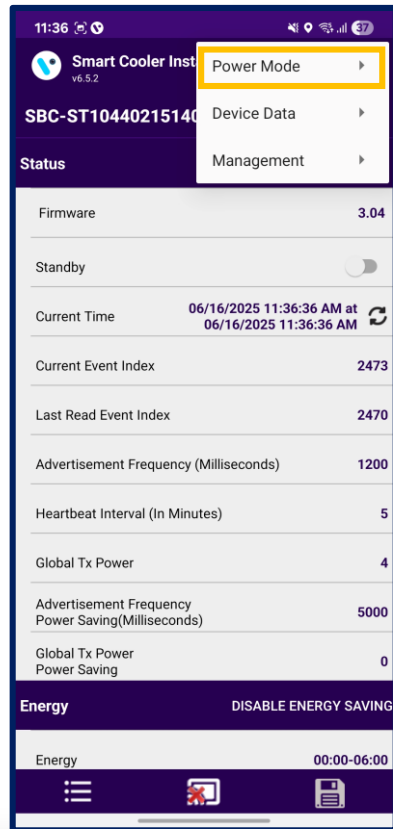 11:36
37
Smart Cooler Inst
v6.5.2
Power Mode
SBC-ST10440215140
Device Data
Status
Management
Firmware 3.04
Standby
Current Time 06/16/2025 11:36:36 AM at
06/16/2025 11:36:36 AM
Current Event Index 2473
Last Read Event Index 2470
Advertisement Frequency (Milliseconds) 1200
Heartbeat Interval (In Minutes) 5
Global Tx Power 4
Advertisement Frequency
Power Saving(Milliseconds) 5000
Global Tx Power
Power Saving 0
Energy DISABLE ENERGY SAVING
Energy 00:00-06:00